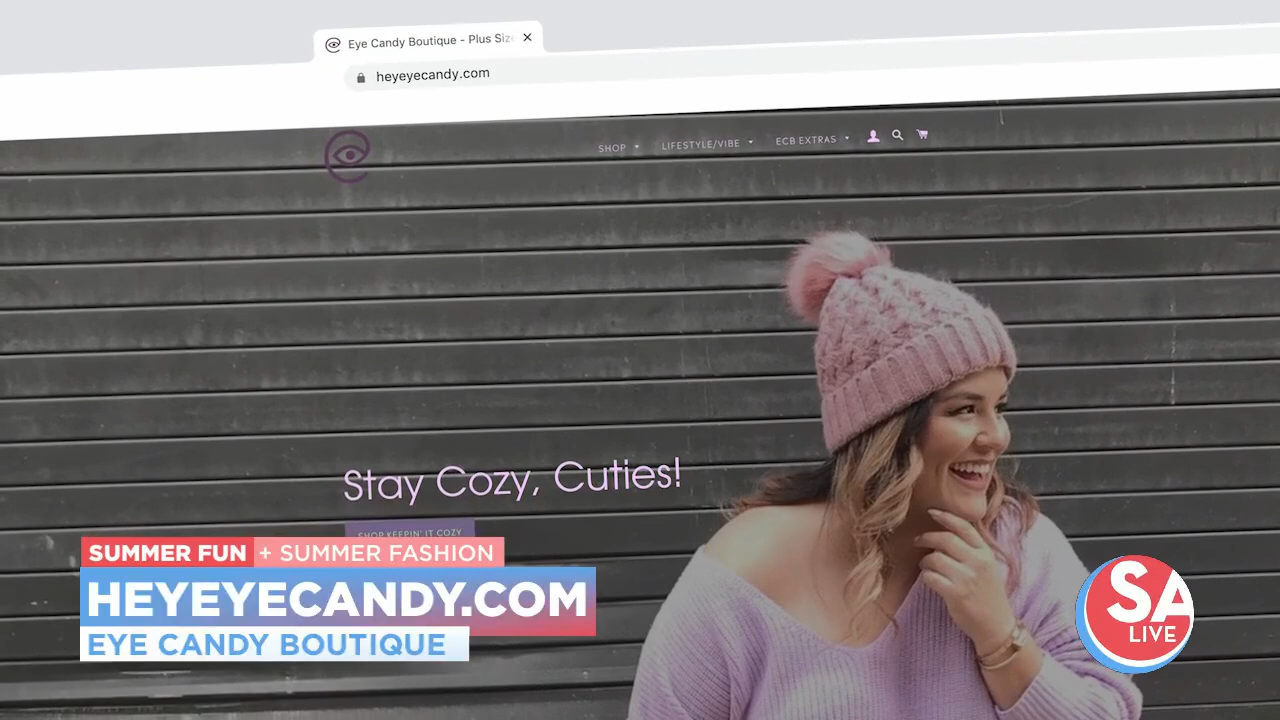 Eye Candy Boutique - Plus Siz
heyeyecandy.com
SHOP LIFESTYLE/VIBE ECB EXTRAS
Stay Cozy, Cuties!
SHOP KEEPIN' IT COZY
SUMMER FUN + SUMMER FASHION
HEYEYECANDY.COM
EYE CANDY BOUTIQUE
SA
LIVE